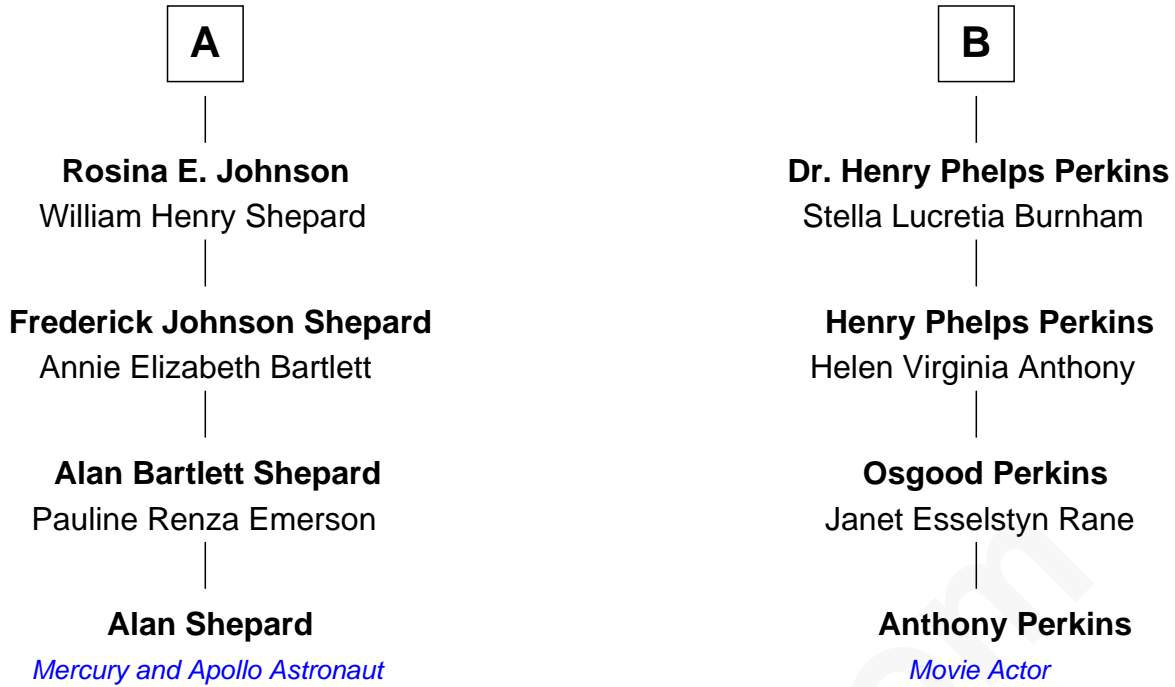 A
Rosina E. Johnson
William Henry Shepard
Frederick Johnson Shepard
Annie Elizabeth Bartlett
Alan Bartlett Shepard
Pauline Renza Emerson
Alan Shepard
Mercury and Apollo Astronaut
B
Dr. Henry Phelps Perkins
Stella Lucretia Burnham
Henry Phelps Perkins
Helen Virginia Anthony
Osgood Perkins
Janet Esselstyn Rane
Anthony Perkins
Movie Actor
om